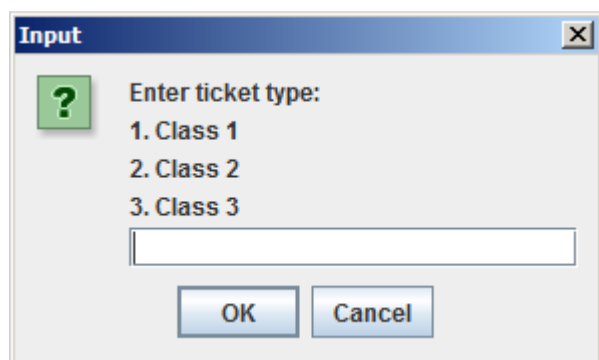 Input
Enter ticket type:
1. Class 1
2. Class 2
3. Class 3
OK Cancel